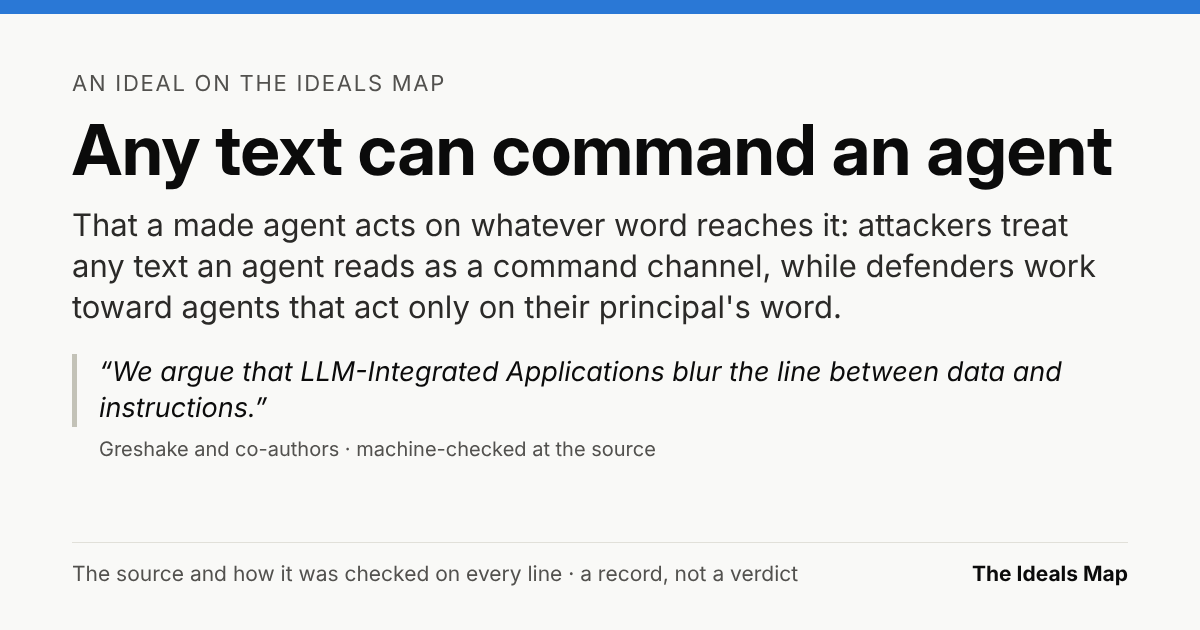 AN IDEAL ON THE IDEALS MAP
Any text can command an agent
That a made agent acts on whatever word reaches it: attackers treat
any text an agent reads as a command channel, while defenders work
toward agents that act only on their principal's word.
“We argue that LLM-Integrated Applications blur the line between data and
instructions.”
Greshake and co-authors · machine-checked at the source
The source and how it was checked on every line · a record, not a verdict
The Ideals Map